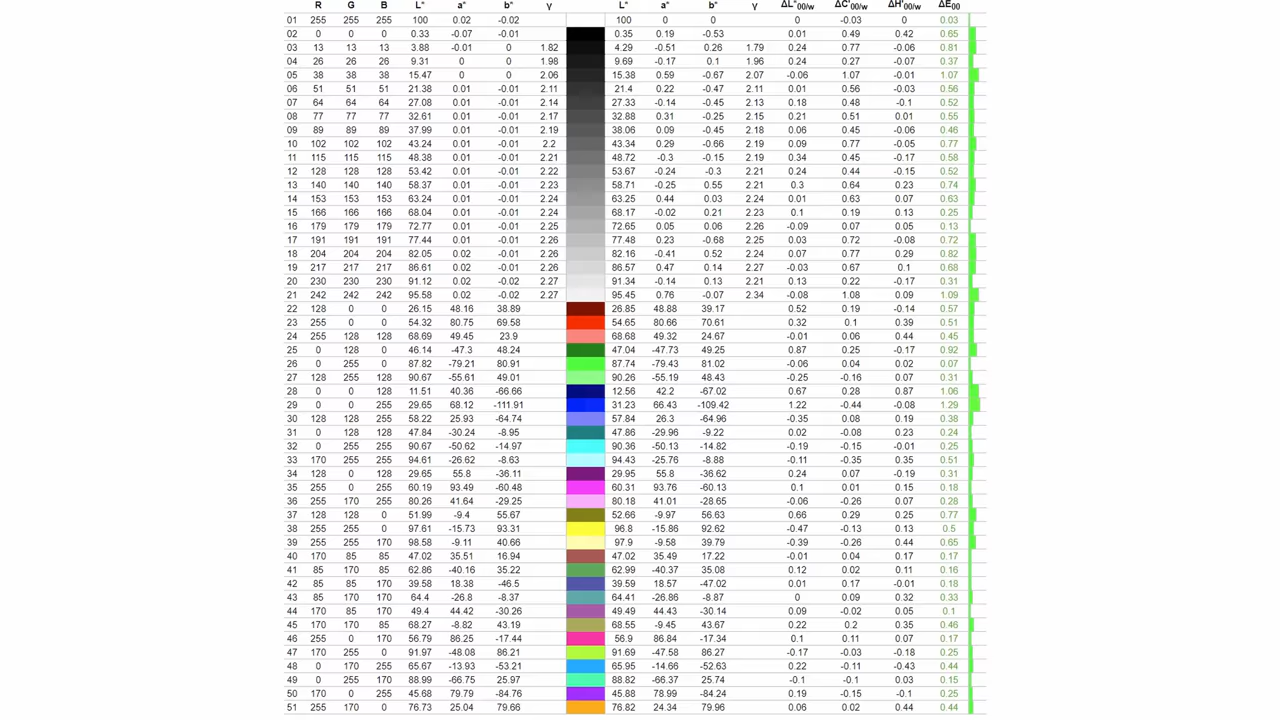 R G B L* a* b* γ L* a* b* γ ΔL*00/w ΔC'00/w ΔH'00/w ΔE00
01 255 255 255 100 0.02 -0.02 100 0 0 0 -0.03 0 0.03
02 0 0 0 0.33 -0.07 -0.01 0.35 0.19 -0.53 0.01 0.49 0.42 0.65
03 13 13 13 3.88 -0.01 0 1.82 4.29 -0.51 0.26 1.79 0.24 0.77 -0.06 0.81
04 26 26 26 9.31 0 0 1.98 9.69 -0.17 0.1 1.96 0.24 0.27 -0.07 0.37
05 38 38 38 15.47 0 0 2.06 15.38 0.59 -0.67 2.07 -0.06 1.07 -0.01 1.07
06 51 51 51 21.38 0.01 -0.01 2.11 21.4 0.22 -0.47 2.11 0.01 0.56 -0.03 0.56
07 64 64 64 27.08 0.01 -0.01 2.14 27.33 -0.14 -0.45 2.13 0.18 0.48 -0.1 0.52
08 77 77 77 32.61 0.01 -0.01 2.17 32.88 0.31 -0.25 2.15 0.21 0.51 0.01 0.55
09 89 89 89 37.99 0.01 -0.01 2.19 38.06 0.09 -0.45 2.18 0.06 0.45 -0.06 0.46
10 102 102 102 43.24 0.01 -0.01 2.2 43.34 0.29 -0.66 2.19 0.09 0.77 -0.05 0.77
11 115 115 115 48.38 0.01 -0.01 2.21 48.72 -0.3 -0.15 2.19 0.34 0.45 -0.17 0.58
12 128 128 128 53.42 0.01 -0.01 2.22 53.67 -0.24 -0.3 2.21 0.24 0.44 -0.15 0.52
13 140 140 140 58.37 0.01 -0.01 2.23 58.71 -0.25 0.55 2.21 0.3 0.64 0.23 0.74
14 153 153 153 63.24 0.01 -0.01 2.24 63.25 0.44 0.03 2.24 0.01 0.63 0.07 0.63
15 166 166 166 68.04 0.01 -0.01 2.24 68.17 -0.02 0.21 2.23 0.1 0.19 0.13 0.25
16 179 179 179 72.77 0.01 -0.01 2.25 72.65 0.05 0.06 2.26 -0.09 0.07 0.05 0.13
17 191 191 191 77.44 0.01 -0.01 2.26 77.48 0.23 -0.68 2.25 0.03 0.72 -0.08 0.72
18 204 204 204 82.05 0.02 -0.01 2.26 82.16 -0.41 0.52 2.24 0.07 0.77 0.29 0.82
19 217 217 217 86.61 0.02 -0.01 2.26 86.57 0.47 0.14 2.27 -0.03 0.67 0.1 0.68
20 230 230 230 91.12 0.02 -0.02 2.27 91.34 -0.14 0.13 2.21 0.13 0.22 -0.17 0.31
21 242 242 242 95.58 0.02 -0.02 2.27 95.45 0.76 -0.07 2.34 -0.08 1.08 0.09 1.09
22 128 0 0 26.15 48.16 38.89 26.85 48.88 39.17 0.52 0.19 -0.14 0.57
23 255 0 0 54.32 80.75 69.58 54.65 80.66 70.61 0.32 0.1 0.39 0.51
24 255 128 128 68.69 49.45 23.9 68.68 49.32 24.67 -0.01 0.06 0.44 0.45
25 0 128 0 46.14 -47.3 48.24 47.04 -47.73 49.25 0.87 0.25 -0.17 0.92
26 0 255 0 87.82 -79.21 80.91 87.74 -79.43 81.02 -0.06 0.04 0.02 0.07
27 128 255 128 90.67 -55.61 49.01 90.26 -55.19 48.43 -0.25 -0.16 0.07 0.31
28 0 0 128 11.51 40.36 -66.66 12.56 42.2 -67.02 0.67 0.28 0.87 1.06
29 0 0 255 29.65 68.12 -111.91 31.23 66.43 -109.42 1.22 -0.44 -0.08 1.29
30 128 128 255 58.22 25.93 -64.74 57.84 26.3 -64.96 -0.35 0.08 0.19 0.38
31 0 128 128 47.84 -30.24 -8.95 47.86 -29.96 -9.22 0.02 -0.08 0.23 0.24
32 0 255 255 90.67 -50.62 -14.97 90.36 -50.13 -14.82 -0.19 -0.15 -0.01 0.25
33 170 255 255 94.61 -26.62 -8.63 94.43 -25.76 -8.88 -0.11 -0.35 0.35 0.51
34 128 0 128 29.65 55.8 -36.11 29.95 55.8 -36.62 0.24 0.07 -0.19 0.31
35 255 0 255 60.19 93.49 -60.48 60.31 93.76 -60.13 0.1 0.01 0.15 0.18
36 255 170 255 80.26 41.64 -29.25 80.18 41.01 -28.65 -0.06 -0.26 0.07 0.28
37 128 128 0 51.99 -9.4 55.67 52.66 -9.97 56.63 0.66 0.29 0.25 0.77
38 255 255 0 97.61 -15.73 93.31 96.8 -15.86 92.62 -0.47 -0.13 0.13 0.5
39 255 255 170 98.58 -9.11 40.66 97.9 -9.58 39.79 -0.39 -0.26 0.44 0.65
40 170 85 85 47.02 35.51 16.94 47.02 35.49 17.22 -0.01 0.04 0.17 0.17
41 85 170 85 62.86 -40.16 35.22 62.99 -40.37 35.08 0.12 0.02 0.11 0.16
42 85 85 170 39.58 18.38 -46.5 39.59 18.57 -47.02 0.01 0.17 -0.01 0.18
43 85 170 170 64.4 -26.8 -8.37 64.41 -26.86 -8.87 0 0.09 0.32 0.33
44 170 85 170 49.4 44.42 -30.26 49.49 44.43 -30.14 0.09 -0.02 0.05 0.1
45 170 170 85 68.27 -8.82 43.19 68.55 -9.45 43.67 0.22 0.2 0.35 0.46
46 255 0 170 56.79 86.25 -17.44 56.9 86.84 -17.34 0.1 0.11 0.07 0.17
47 170 255 0 91.97 -48.08 86.21 91.69 -47.58 86.27 -0.17 -0.03 -0.18 0.25
48 0 170 255 65.67 -13.93 -53.21 65.95 -14.66 -52.63 0.22 -0.11 -0.43 0.44
49 0 255 170 88.99 -66.75 25.97 88.82 -66.37 25.74 -0.1 -0.1 0.03 0.15
50 170 0 255 45.68 79.79 -84.76 45.88 78.99 -84.24 0.19 -0.15 -0.1 0.25
51 255 170 0 76.73 25.04 79.66 76.82 24.34 79.96 0.06 0.02 0.44 0.44